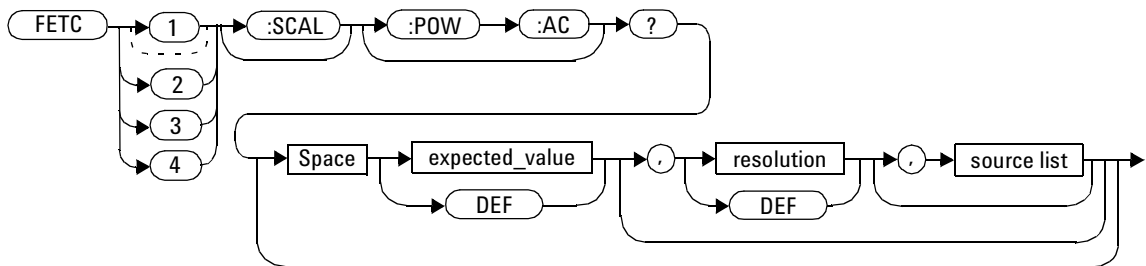 FETC 1 :SCAL :POW :AC ?
2
3
4
Space expected_value , resolution , source list
DEF DEF